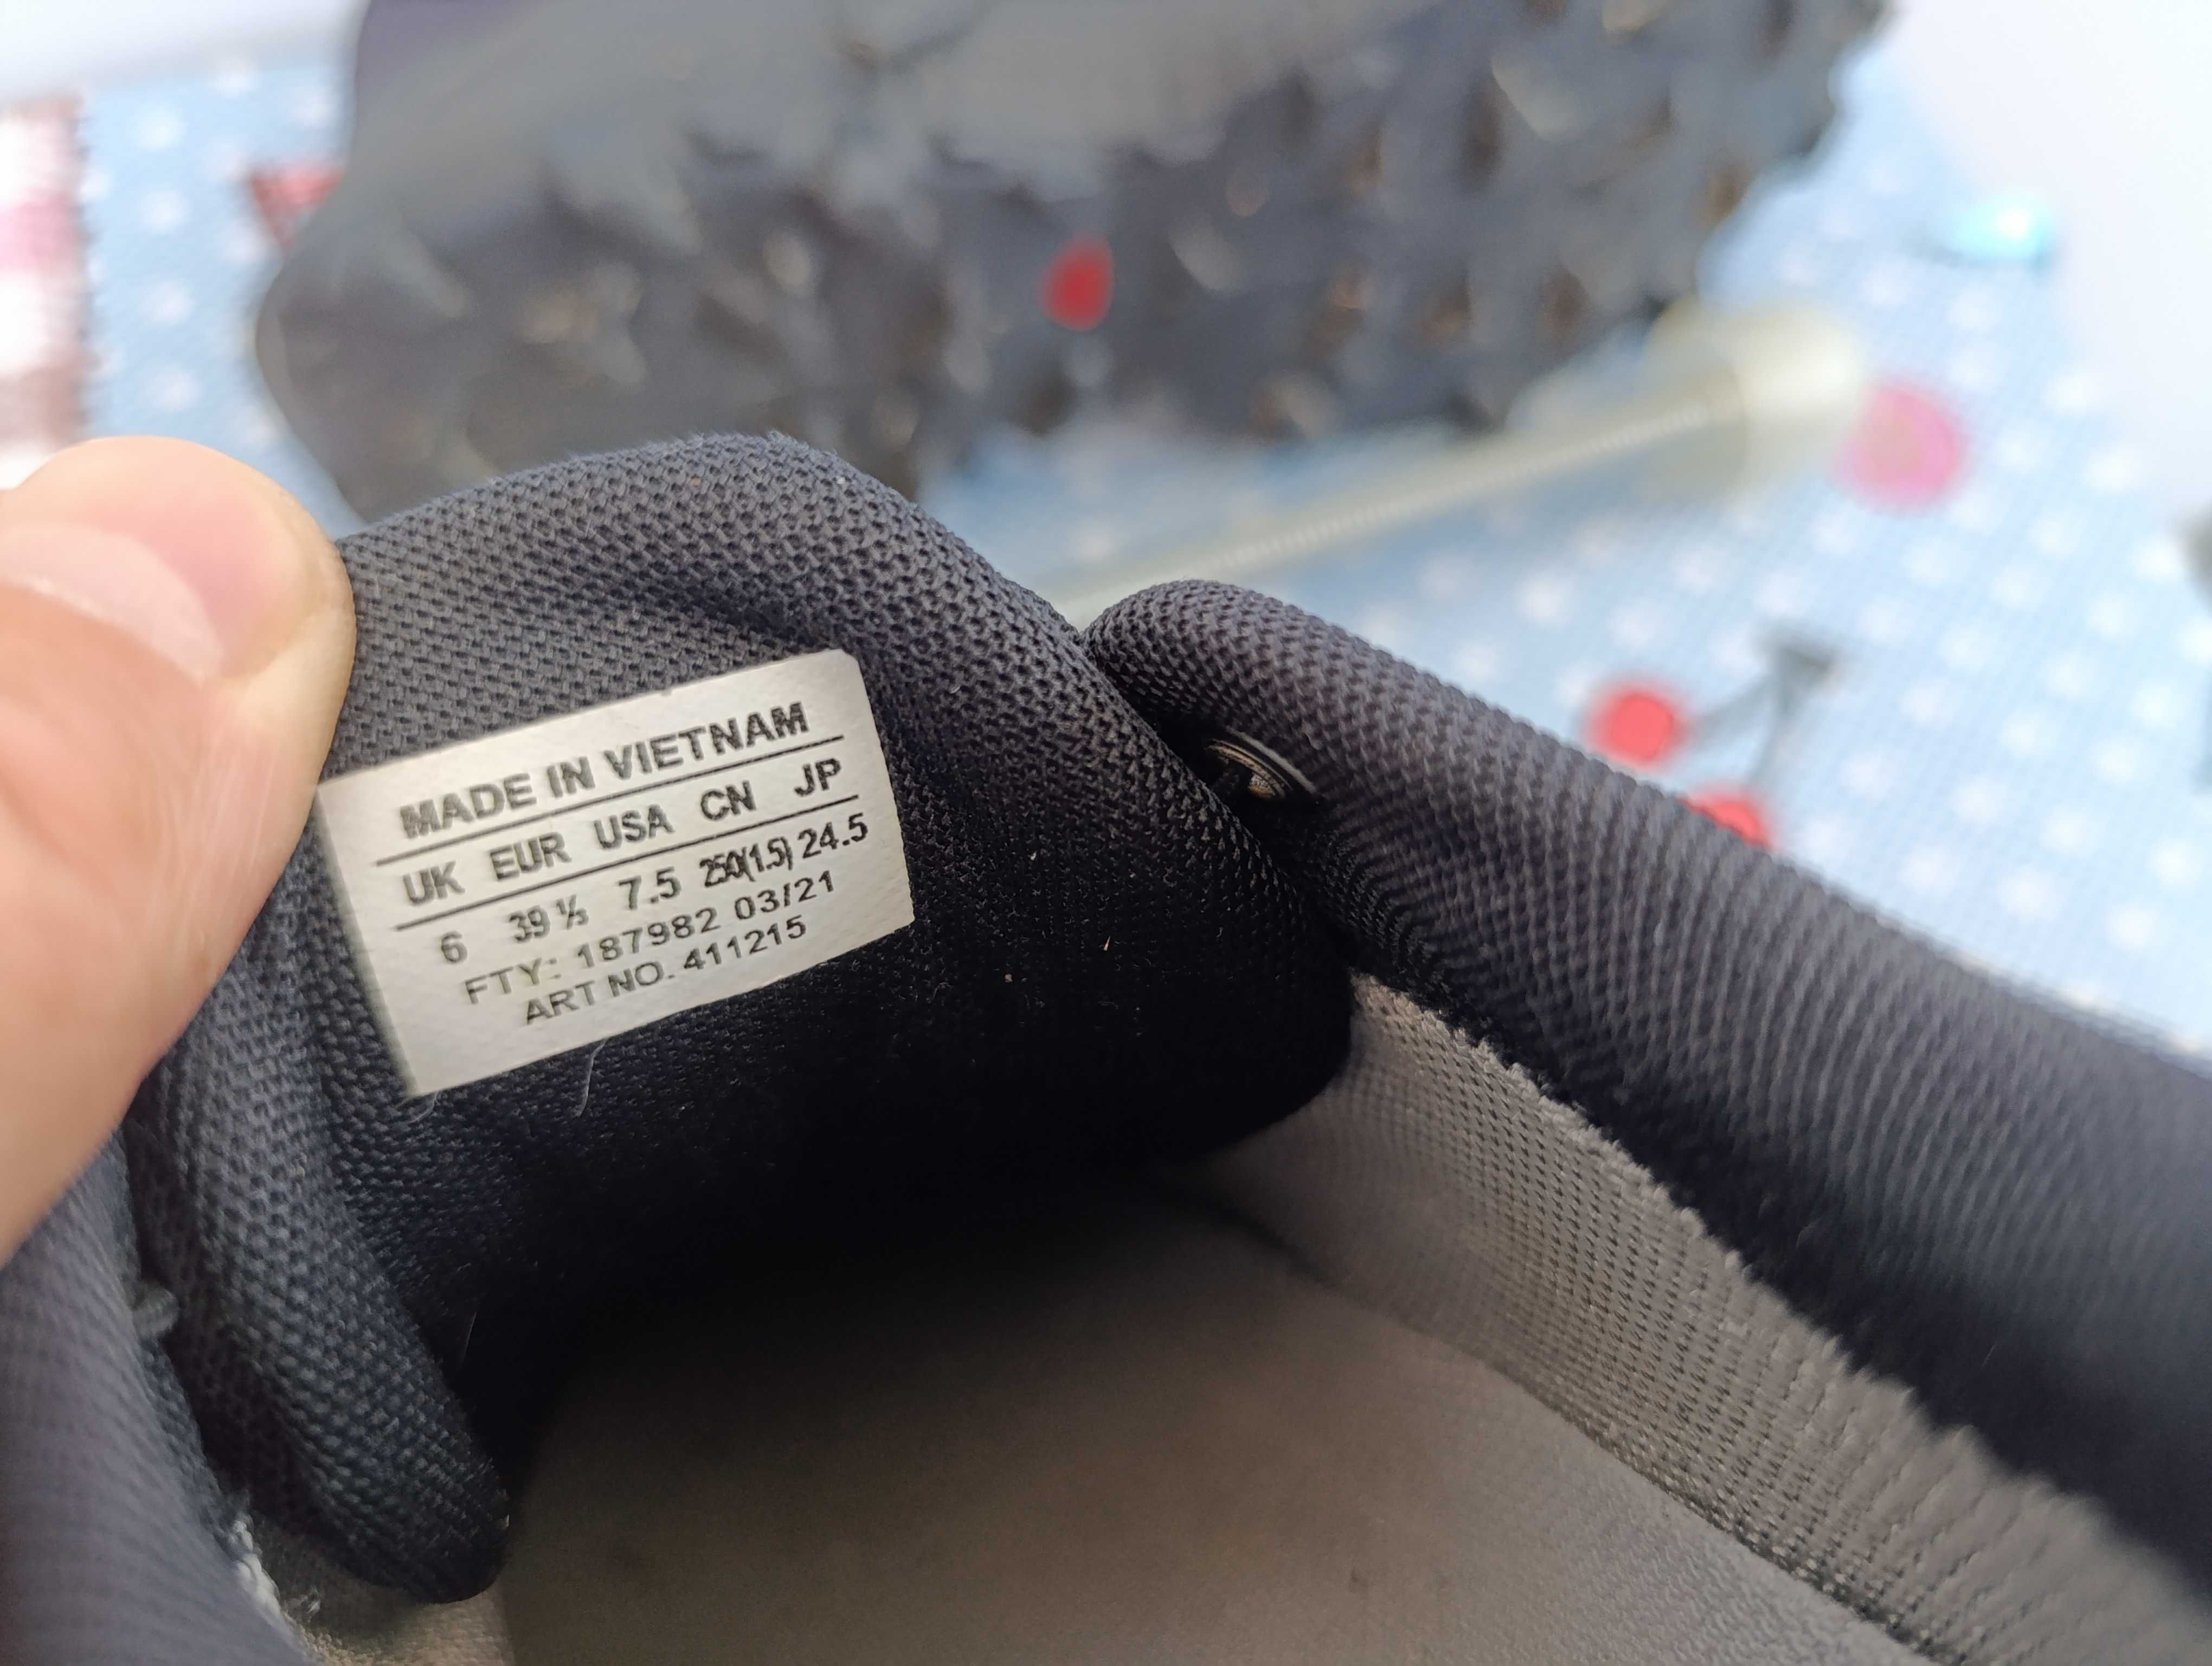 MADE IN VIETNAM
UK EUR USA CN JP
6 39 ⅓ 7.5 250(1.5) 24.5
FTY: 187982 03/21
ART NO. 411215